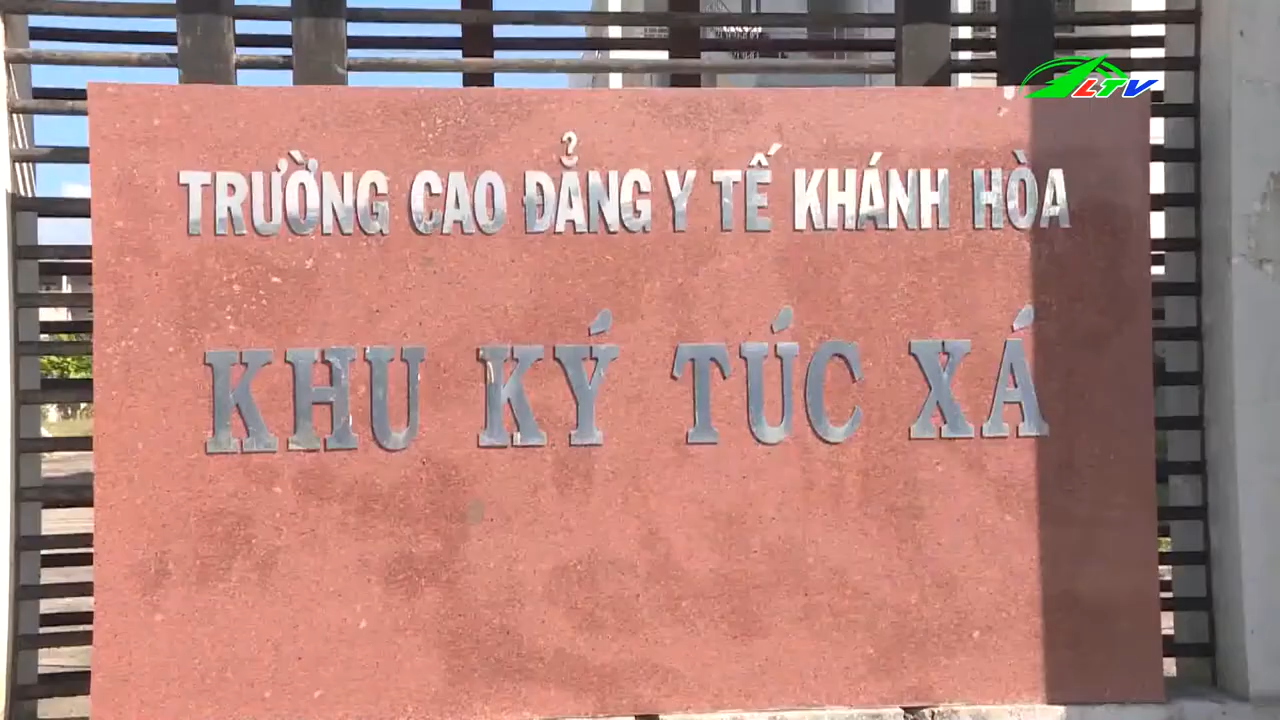 LTV
TRƯỜNG CAO ĐẲNG Y TẾ KHÁNH HÒA
KHU KÝ TÚC XÁ